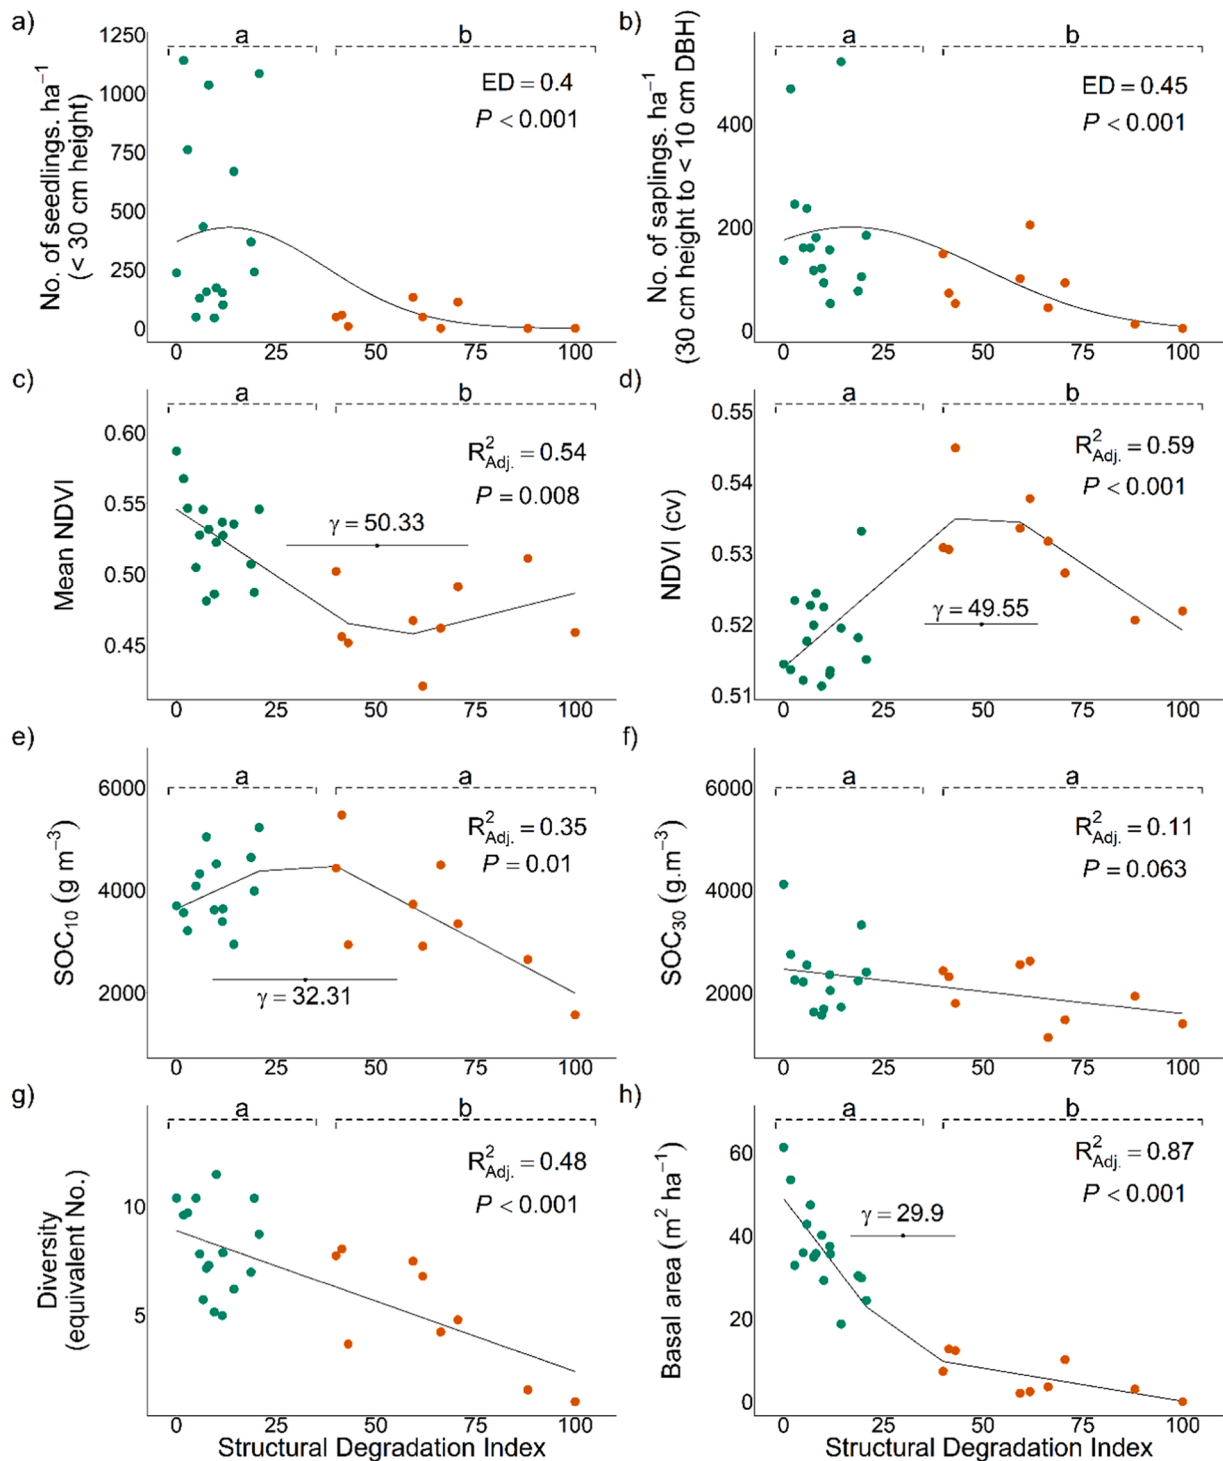 a)
No. of seedlings. ha⁻¹
(< 30 cm height)
1250
1000
750
500
250
0
a
b
ED = 0.4
P < 0.001
0 25 50 75 100
b)
No. of saplings. ha⁻¹
(30 cm height to < 10 cm DBH)
400
200
0
a
b
ED = 0.45
P < 0.001
0 25 50 75 100
c)
Mean NDVI
0.60
0.55
0.50
0.45
a
b
R²Adj. = 0.54
P = 0.008
γ = 50.33
0 25 50 75 100
d)
NDVI (cv)
0.55
0.54
0.53
0.52
0.51
a
b
R²Adj. = 0.59
P < 0.001
γ = 49.55
0 25 50 75 100
e)
SOC₁₀ (g m⁻³)
6000
4000
2000
a
a
R²Adj. = 0.35
P = 0.01
γ = 32.31
0 25 50 75 100
f)
SOC₃₀ (g.m⁻³)
6000
4000
2000
a
a
R²Adj. = 0.11
P = 0.063
0 25 50 75 100
g)
Diversity
(equivalent No.)
10
5
a
b
R²Adj. = 0.48
P < 0.001
0 25 50 75 100
Structural Degradation Index
h)
Basal area (m² ha⁻¹)
60
40
20
0
a
b
R²Adj. = 0.87
P < 0.001
γ = 29.9
0 25 50 75 100
Structural Degradation Index